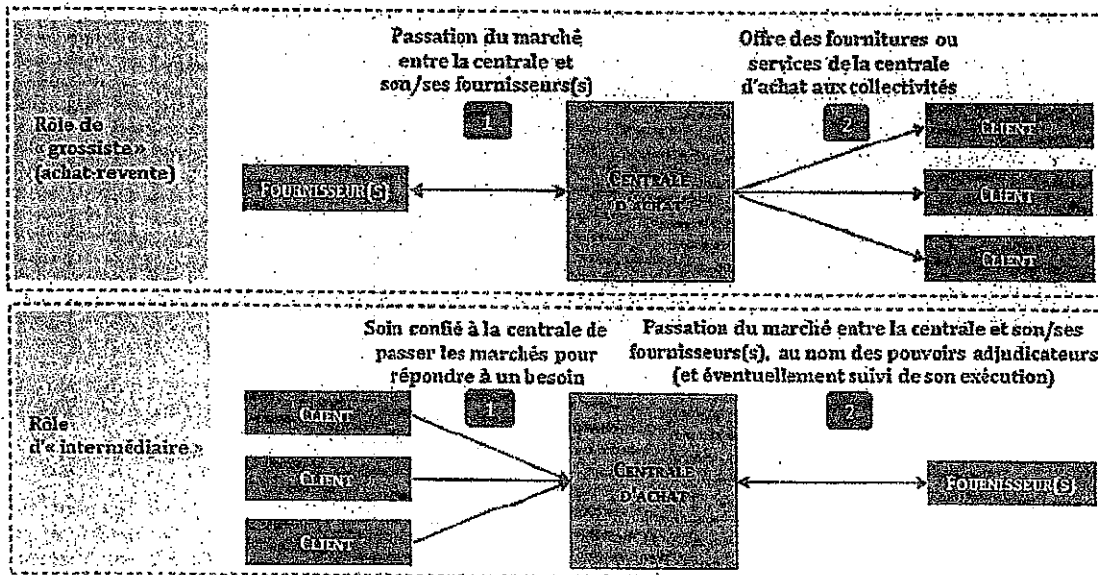 Passation du marché
entre la centrale et
son/ses fournisseurs(s)
Offre des fournitures ou
services de la centrale
d'achat aux collectivités
1
2
Rôle de
« grossiste »
(achat-revente)
FOURNISSEUR(S)
CENTRALE
D'ACHAT
CLIENT
CLIENT
CLIENT
Soin confié à la centrale de
passer les marchés pour
répondre à un besoin
Passation du marché entre la centrale et son/ses
fournisseurs(s), au nom des pouvoirs adjudicateurs
(et éventuellement suivi de son exécution)
1
2
Rôle
d'« intermédiaire »
CLIENT
CLIENT
CLIENT
CENTRALE
D'ACHAT
FOUNISSEUR(S)